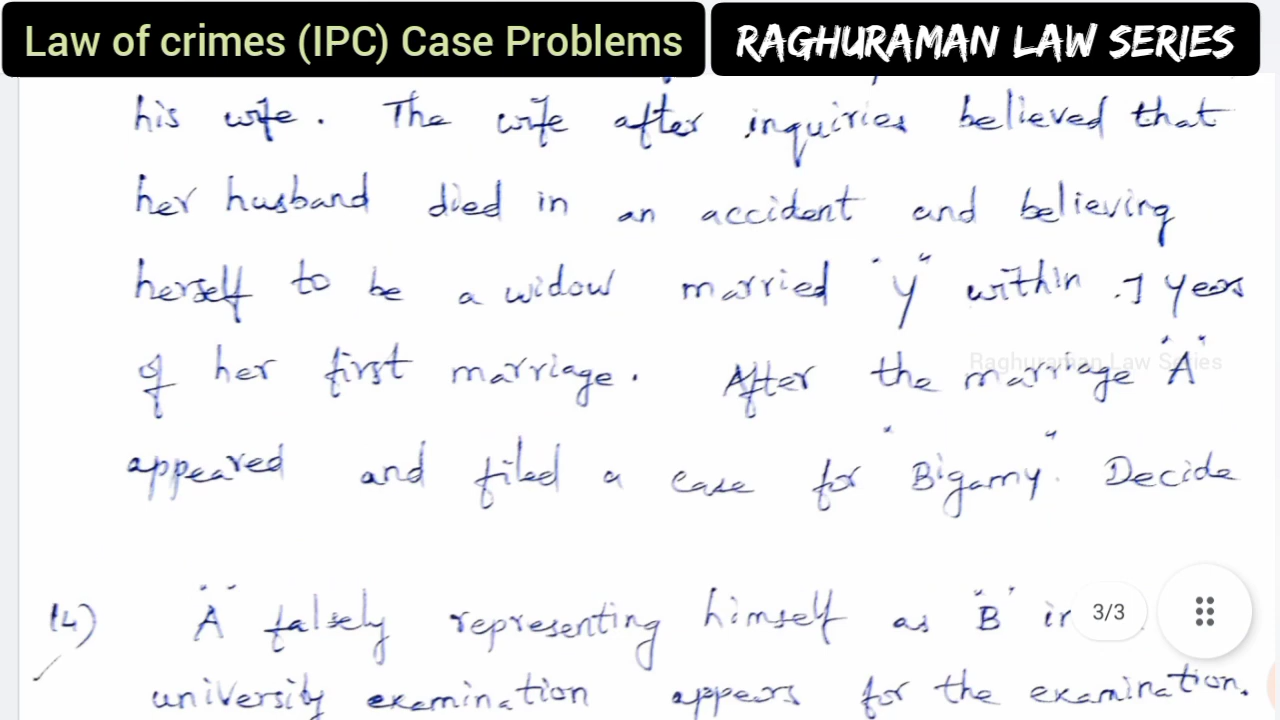 Law of crimes (IPC) Case Problems
RAGHURAMAN LAW SERIES
his wife. The wife after inquiries believed that
her husband died in an accident and believing
herself to be a widow married "Y" within 7 years
of her first marriage. After the marriage "A"
Raghuraman Law Series
appeared and filed a case for "Bigamy". Decide
14) "A" falsely representing himself as "B" in
3/3
university examination appears for the examination.